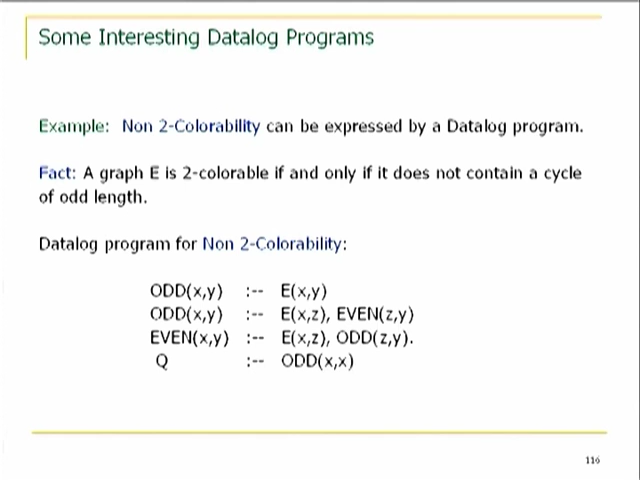 Some Interesting Datalog Programs
Example: Non 2-Colorability can be expressed by a Datalog program.
Fact: A graph E is 2-colorable if and only if it does not contain a cycle
of odd length.
Datalog program for Non 2-Colorability:
ODD(x,y) :-- E(x,y)
ODD(x,y) :-- E(x,z), EVEN(z,y)
EVEN(x,y) :-- E(x,z), ODD(z,y).
Q :-- ODD(x,x)
116